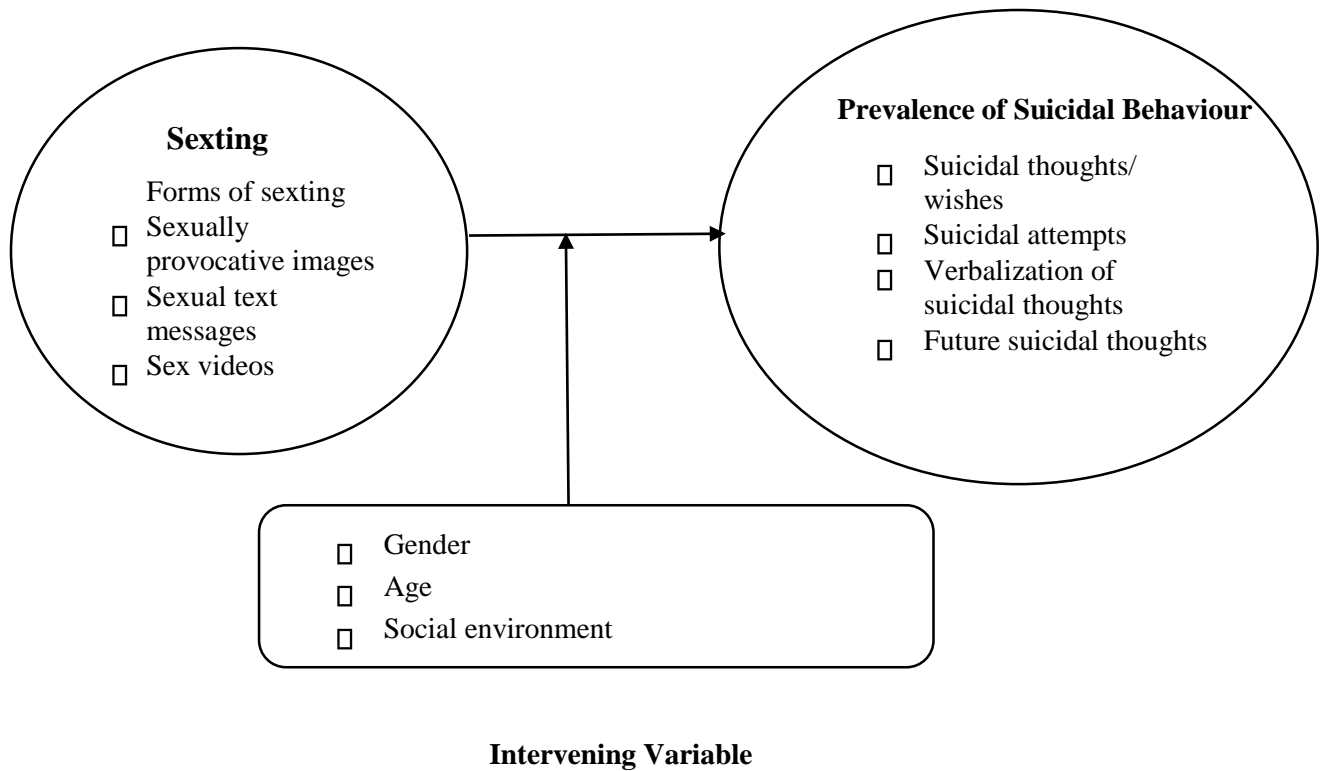 Sexting
Forms of sexting
Sexually
provocative images
Sexual text
messages
Sex videos
Prevalence of Suicidal Behaviour
Suicidal thoughts/
wishes
Suicidal attempts
Verbalization of
suicidal thoughts
Future suicidal thoughts
Gender
Age
Social environment
Intervening Variable